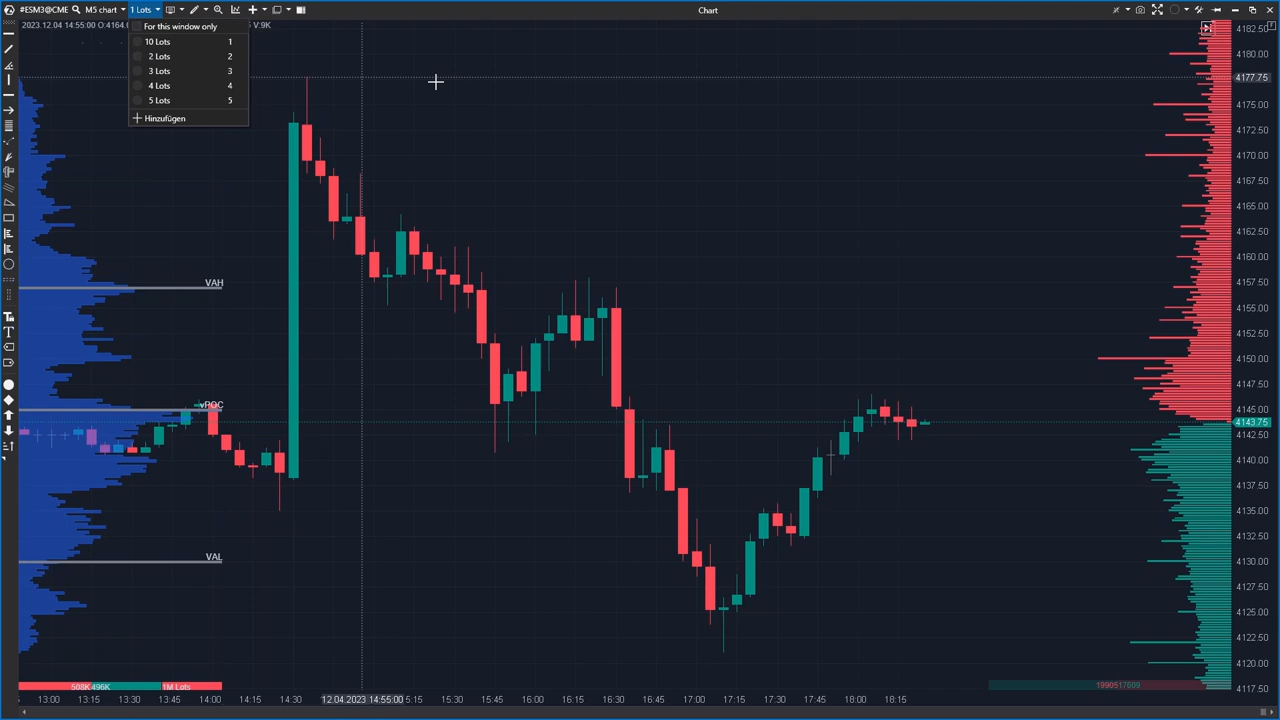 #ESM3@CME M5 chart 1 Lots Chart
2023.12.04 14:55:00 O:4164.0 V:9K
For this window only
10 Lots 1
2 Lots 2
3 Lots 3
4 Lots 4
5 Lots 5
Hinzufügen
VAH
vPOC
VAL
4182.50
4180.00
4177.75
4175.00
4172.50
4170.00
4167.50
4165.00
4162.50
4160.00
4157.50
4155.00
4152.50
4150.00
4147.50
4145.00
4143.75
4142.50
4140.00
4137.50
4135.00
4132.50
4130.00
4127.50
4125.00
4122.50
4120.00
4117.50
508K 496K 1M Lots
13:00 13:15 13:30 13:45 14:00 14:15 14:30 12.04.2023 14:55:00 5:15 15:30 15:45 16:00 16:15 16:30 16:45 17:00 17:15 17:30 17:45 18:00 18:15